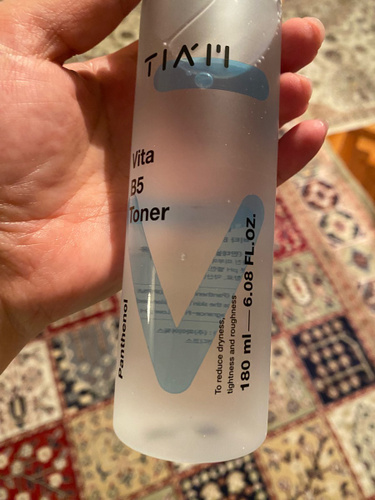 TIA'M
Vita
B5
Toner
Panthenol
To reduce dryness,
tightness and roughness
180 ml — 6.08 FL.OZ.